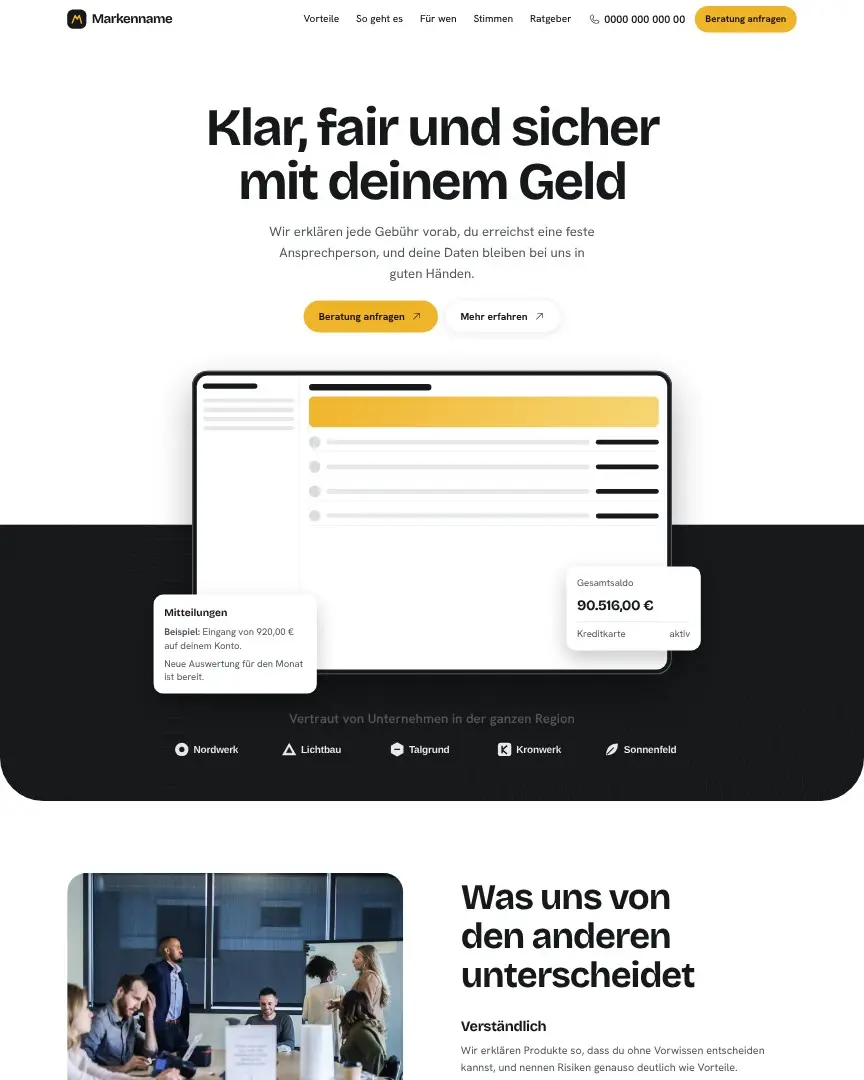 Markenname
Vorteile
So geht es
Für wen
Stimmen
Ratgeber
0000 000 000 00
Beratung anfragen
Klar, fair und sicher
mit deinem Geld
Wir erklären jede Gebühr vorab, du erreichst eine feste
Ansprechperson, und deine Daten bleiben bei uns in
guten Händen.
Beratung anfragen
Mehr erfahren
Gesamtsaldo
90.516,00 €
Kreditkarte aktiv
Mitteilungen
Beispiel: Eingang von 920,00 €
auf deinem Konto.
Neue Auswertung für den Monat
ist bereit.
Vertraut von Unternehmen in der ganzen Region
Nordwerk
Lichtbau
Talgrund
Kronwerk
Sonnenfeld
Was uns von
den anderen
unterscheidet
Verständlich
Wir erklären Produkte so, dass du ohne Vorwissen entscheiden
kannst, und nennen Risiken genauso deutlich wie Vorteile.